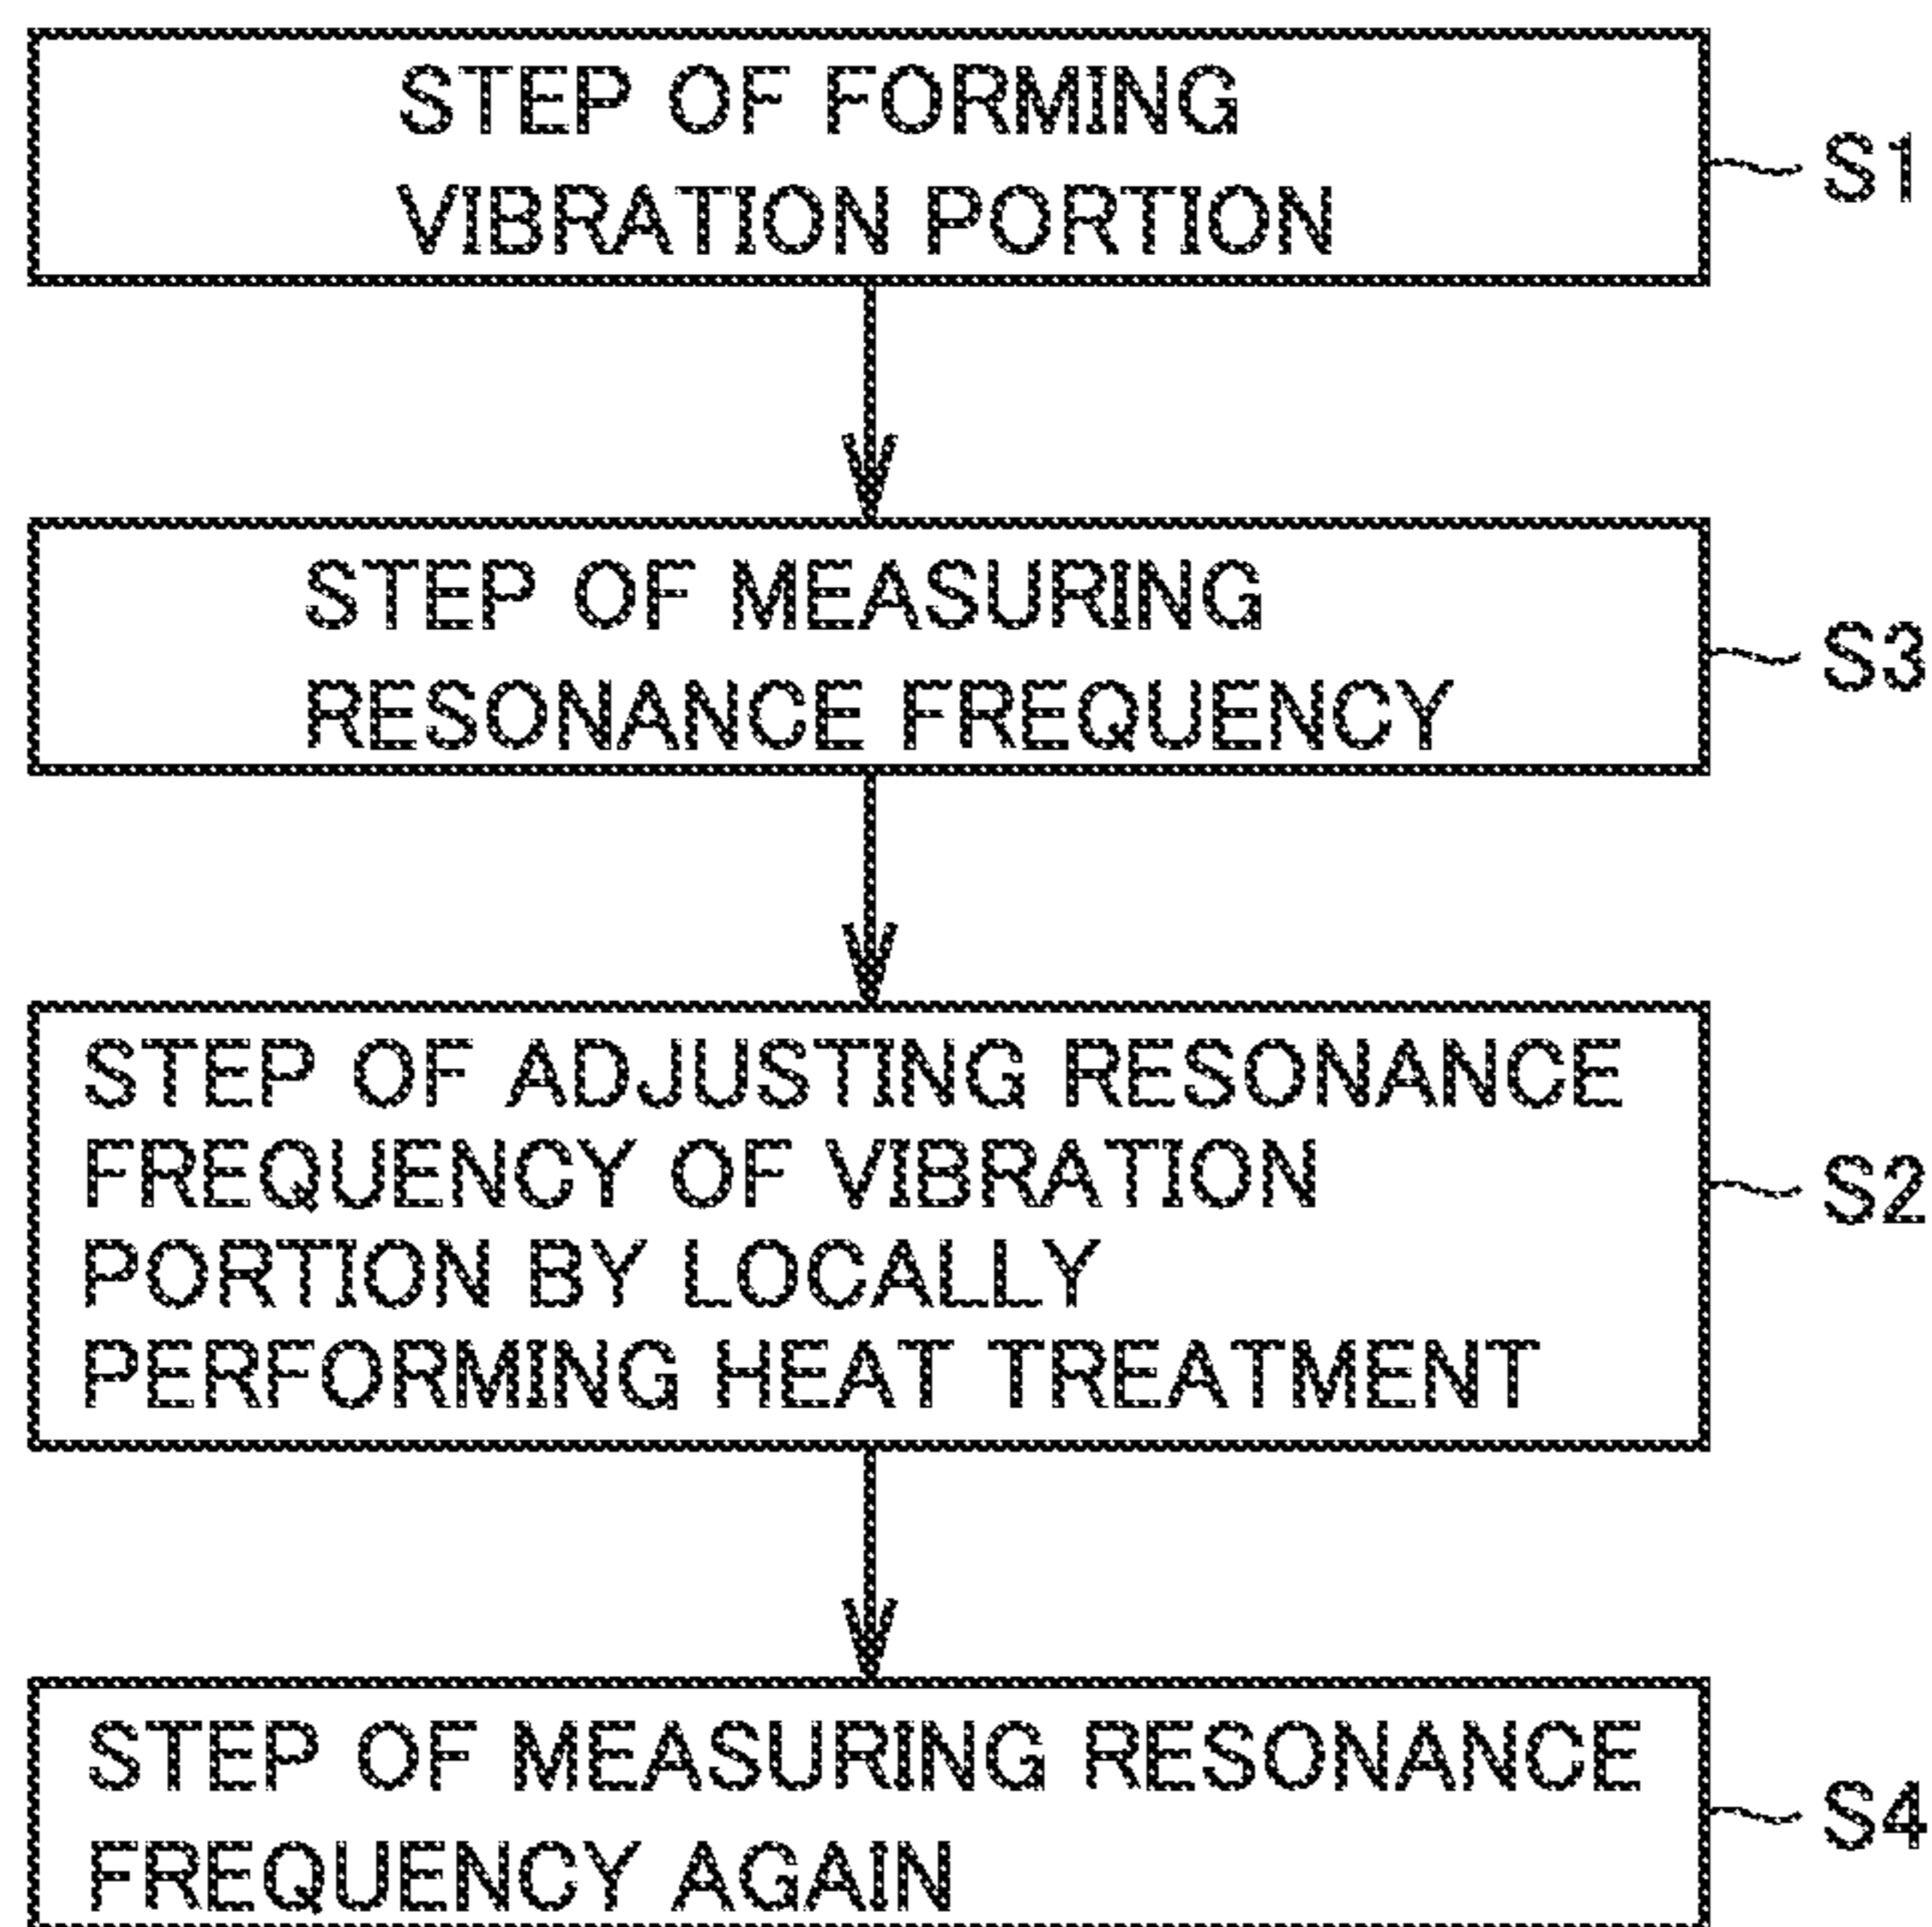 STEP OF FORMING
VIBRATION PORTION
S1
STEP OF MEASURING
RESONANCE FREQUENCY
S3
STEP OF ADJUSTING RESONANCE
FREQUENCY OF VIBRATION
PORTION BY LOCALLY
PERFORMING HEAT TREATMENT
S2
STEP OF MEASURING RESONANCE
FREQUENCY AGAIN
S4